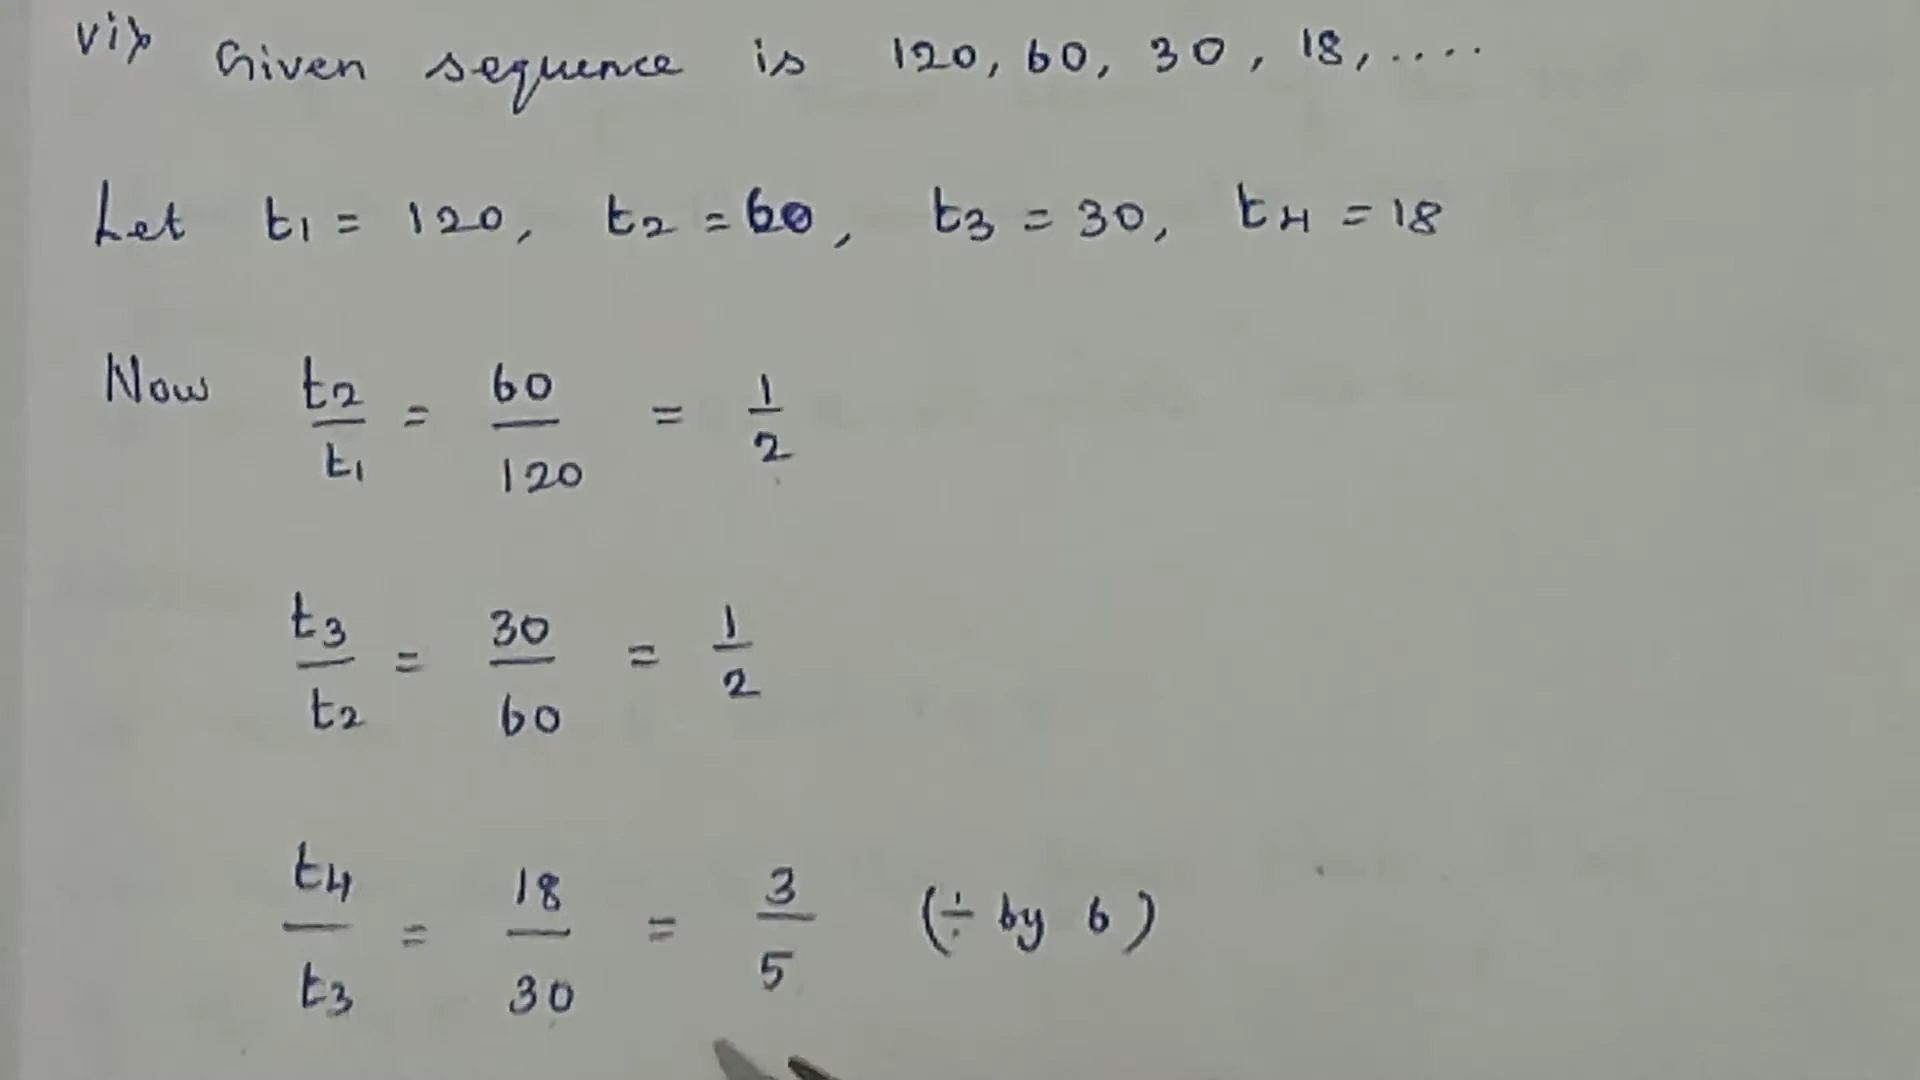 vi) Given sequence is 120, 60, 30, 18, ....
Let t1 = 120, t2 = 60, t3 = 30, t4 = 18
Now t2/t1 = 60/120 = 1/2
t3/t2 = 30/60 = 1/2
t4/t3 = 18/30 = 3/5 (÷ by 6)